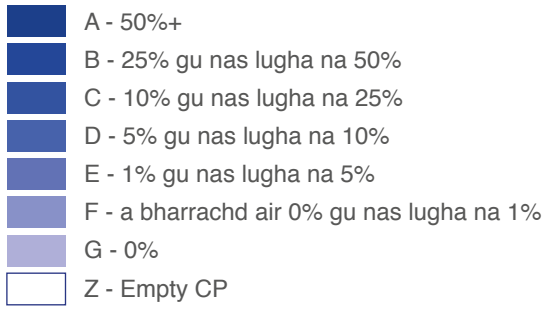 A - 50%+
B - 25% gu nas lugha na 50%
C - 10% gu nas lugha na 25%
D - 5% gu nas lugha na 10%
E - 1% gu nas lugha na 5%
F - a bharrachd air 0% gu nas lugha na 1%
G - 0%
Z - Empty CP